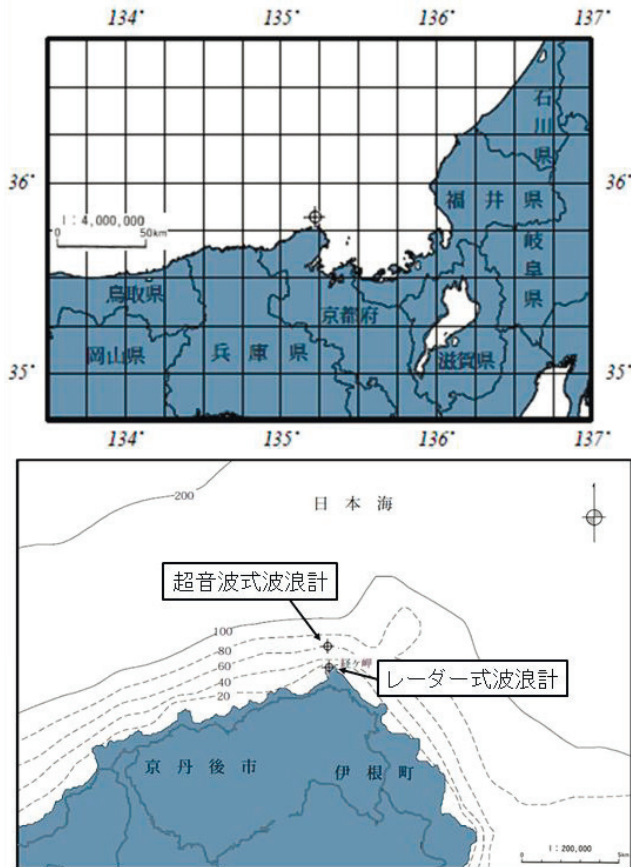 134° 135° 136° 137°
石川県
36° 36°
福井県
1:4,000,000
0 50km
岐阜県
鳥取県
京都府
岡山県 兵庫県 滋賀県
35° 35°
134° 135° 136° 137°
200
日本海
超音波式波浪計
100
80
60
経ヶ岬
40
レーダー式波浪計
20
京丹後市 伊根町
1:200,000
0 5km